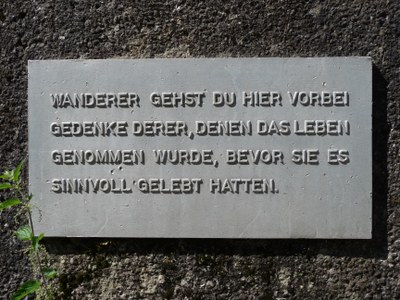 WANDERER GEHST DU HIER VORBEI
GEDENKE DERER, DENEN DAS LEBEN
GENOMMEN WURDE, BEVOR SIE ES
SINNVOLL GELEBT HATTEN.